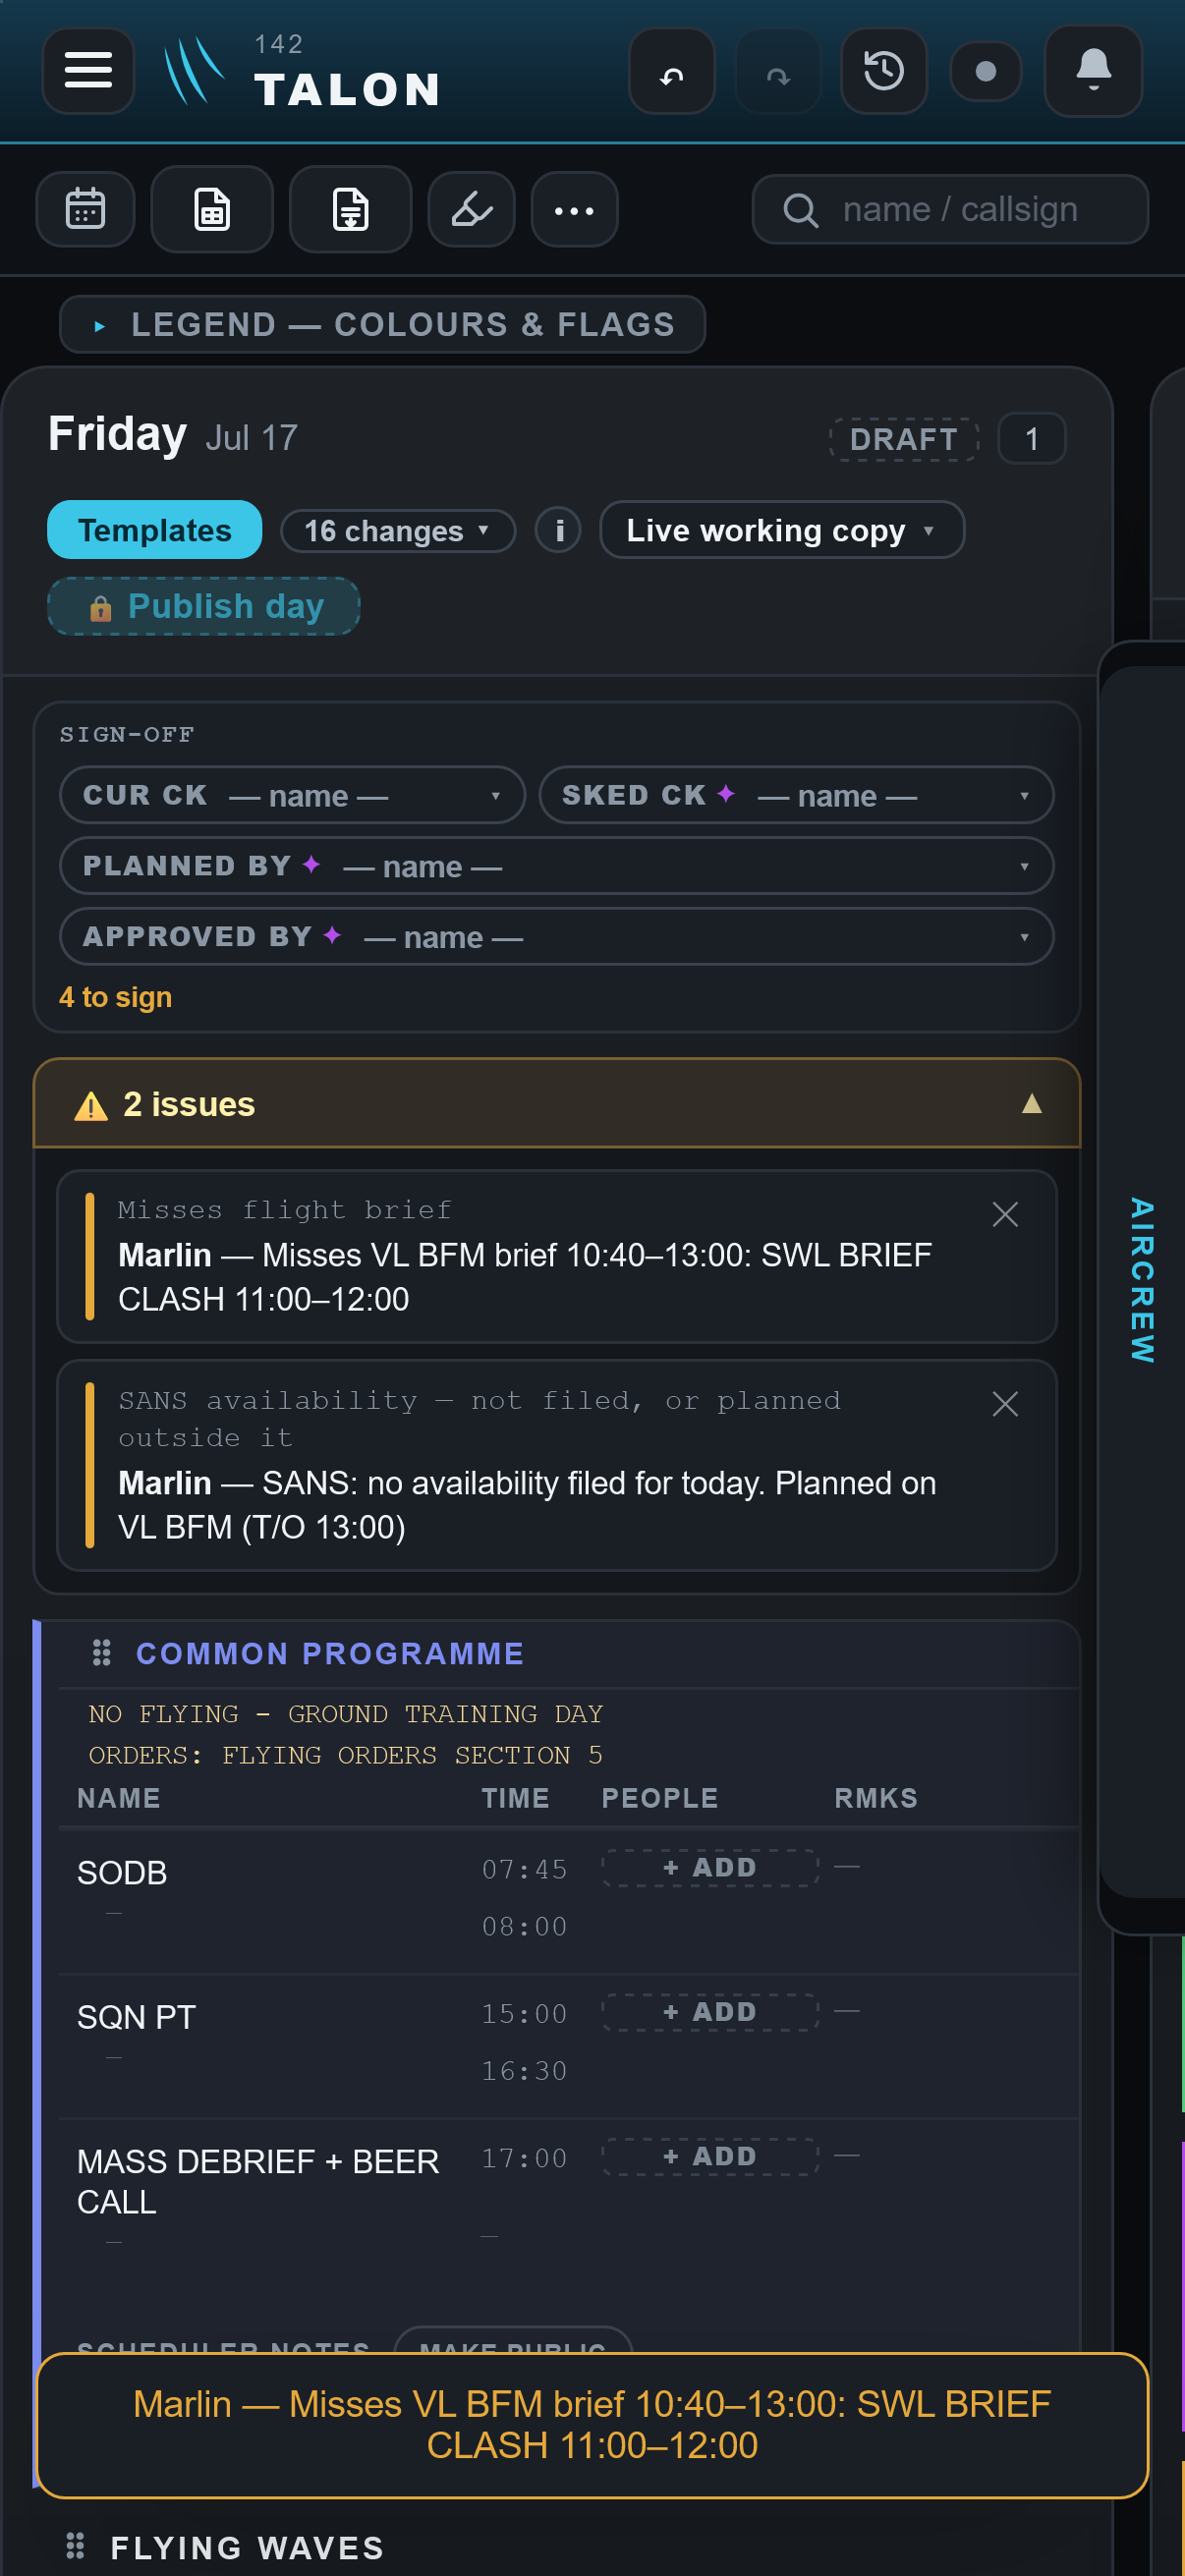 142
TALON
name / callsign
LEGEND — COLOURS & FLAGS
Friday Jul 17
DRAFT 1
Templates 16 changes i Live working copy
Publish day
SIGN-OFF
CUR CK — name — SKED CK — name —
PLANNED BY — name —
APPROVED BY — name —
4 to sign
2 issues
Misses flight brief
Marlin — Misses VL BFM brief 10:40–13:00: SWL BRIEF
CLASH 11:00–12:00
SANS availability — not filed, or planned
outside it
Marlin — SANS: no availability filed for today. Planned on
VL BFM (T/O 13:00)
AIRCREW
COMMON PROGRAMME
NO FLYING - GROUND TRAINING DAY
ORDERS: FLYING ORDERS SECTION 5
NAME TIME PEOPLE RMKS
SODB 07:45 + ADD —
— 08:00
SQN PT 15:00 + ADD —
— 16:30
MASS DEBRIEF + BEER 17:00 + ADD —
CALL
— —
SCHEDULER NOTES MAKE PUBLIC
Marlin — Misses VL BFM brief 10:40–13:00: SWL BRIEF
CLASH 11:00–12:00
FLYING WAVES